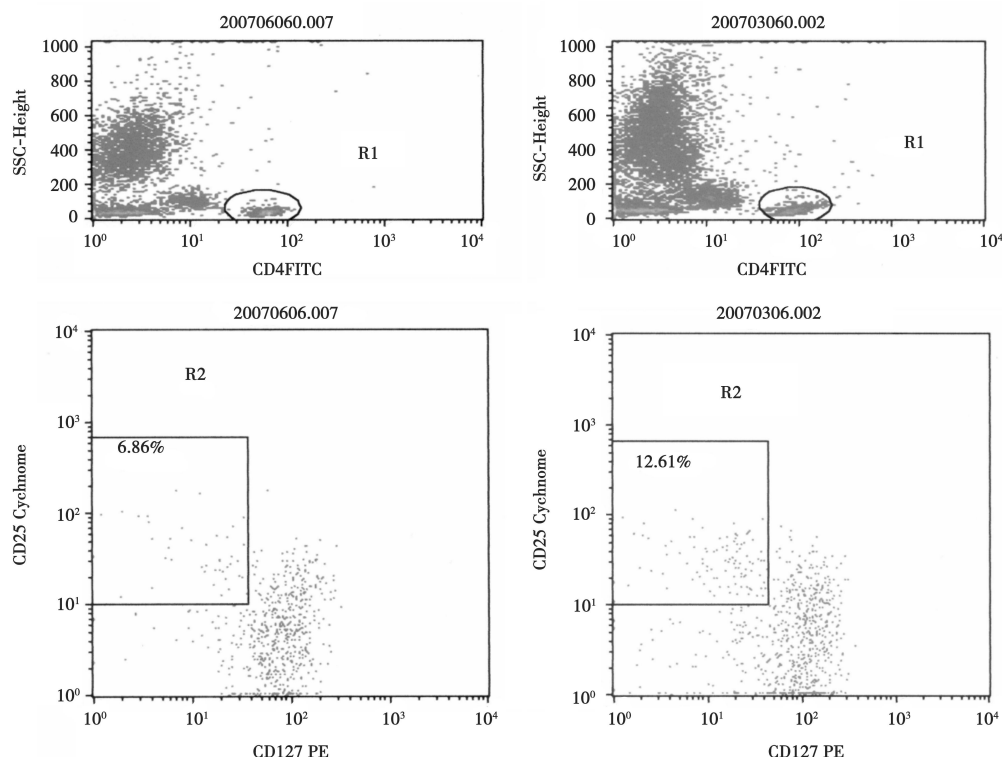 200706060.007
1000
800
600
400
200
0
SSC-Height
R1
10⁰ 10¹ 10² 10³ 10⁴
CD4FITC
200703060.002
1000
800
600
400
200
0
SSC-Height
R1
10⁰ 10¹ 10² 10³ 10⁴
CD4FITC
20070606.007
10⁴
10³
10²
10¹
10⁰
CD25 Cychnome
R2
6.86%
10⁰ 10¹ 10² 10³ 10⁴
CD127 PE
20070306.002
10⁴
10³
10²
10¹
10⁰
CD25 Cychnome
R2
12.61%
10⁰ 10¹ 10² 10³ 10⁴
CD127 PE